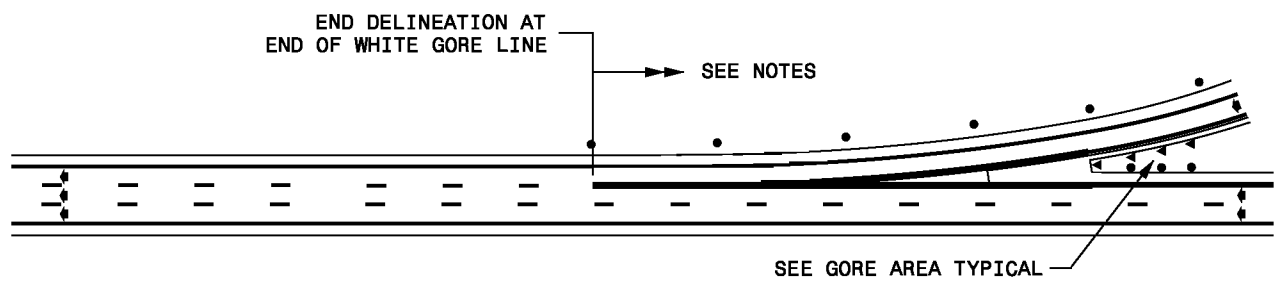 END DELINEATION AT
END OF WHITE GORE LINE
SEE NOTES
SEE GORE AREA TYPICAL